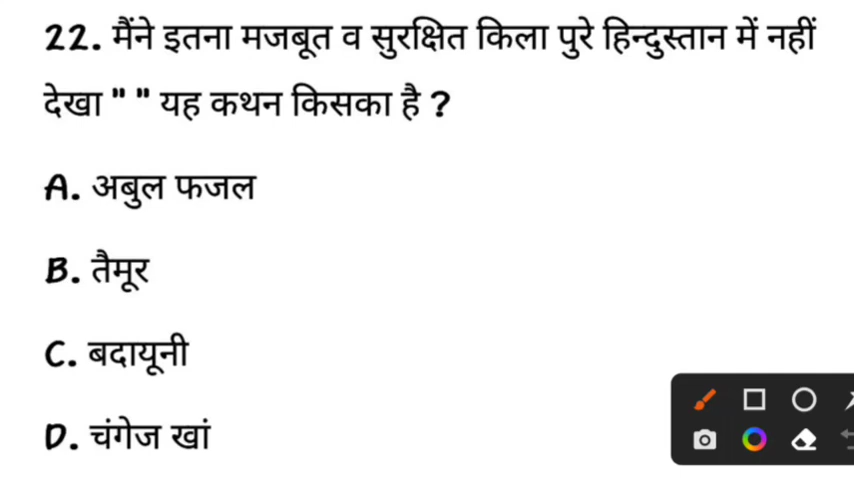 22. मैंने इतना मजबूत व सुरक्षित किला पुरे हिन्दुस्तान में नहीं
देखा " " यह कथन किसका है ?
A. अबुल फजल
B. तैमूर
C. बदायूनी
D. चंगेज खां